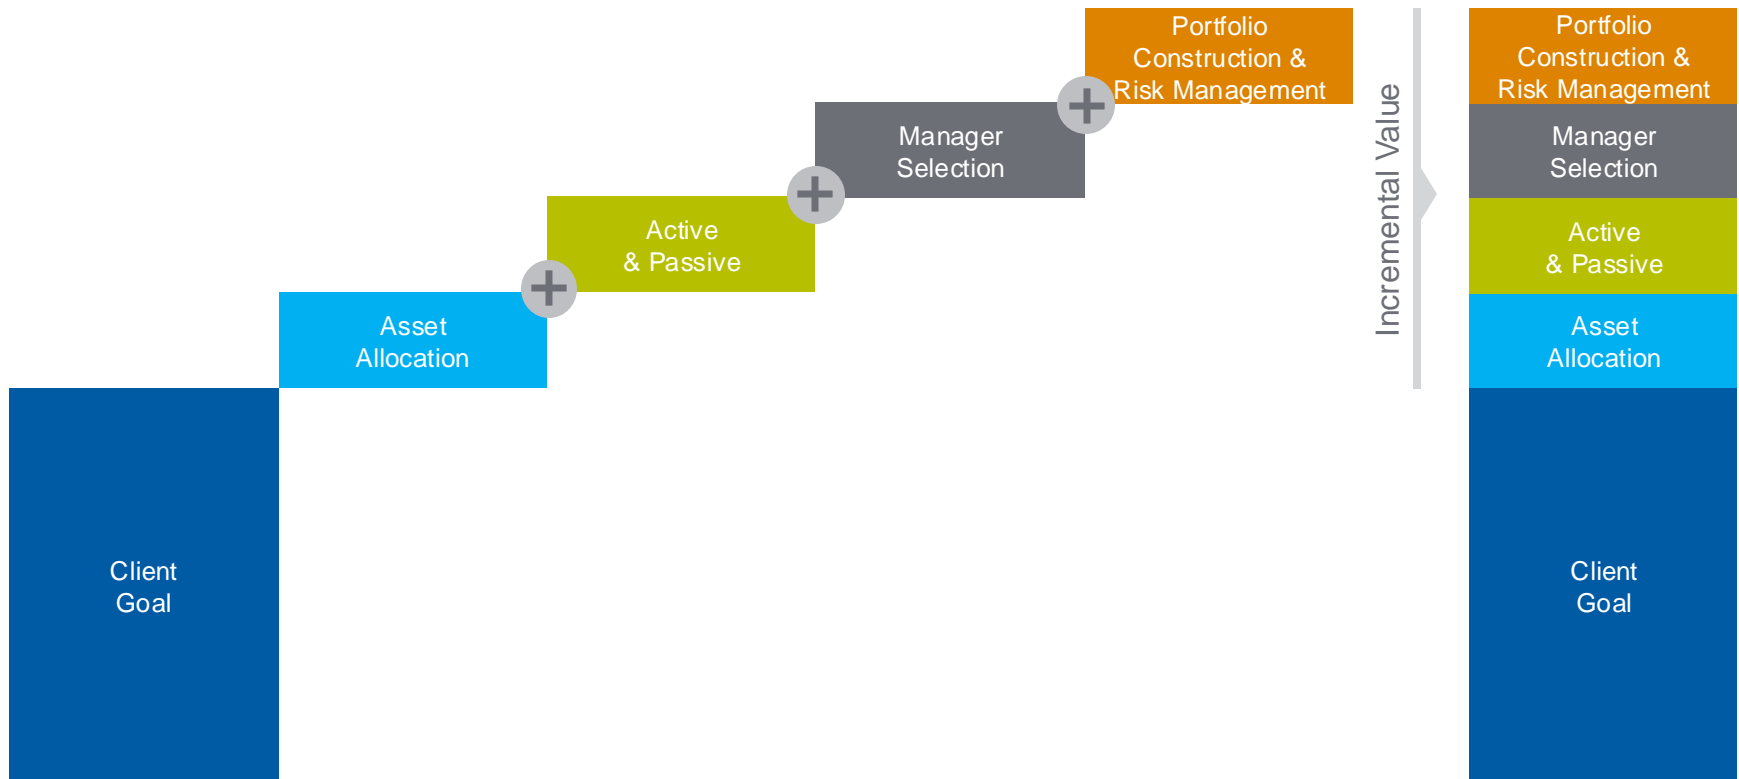 Client
Goal
Asset
Allocation
Active
& Passive
Manager
Selection
Portfolio
Construction &
Risk Management
Incremental Value
Portfolio
Construction &
Risk Management
Manager
Selection
Active
& Passive
Asset
Allocation
Client
Goal